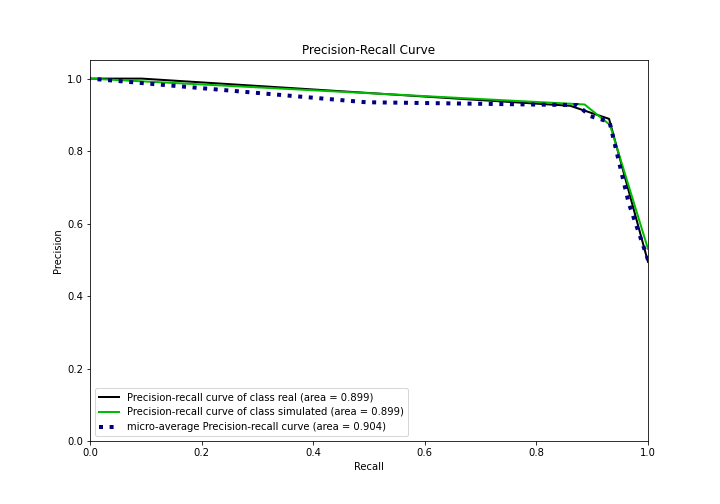 Precision-Recall Curve
1.0
0.8
0.6
0.4
0.2
0.0
Precision
Precision-recall curve of class real (area = 0.899)
Precision-recall curve of class simulated (area = 0.899)
micro-average Precision-recall curve (area = 0.904)
0.0 0.2 0.4 0.6 0.8 1.0
Recall